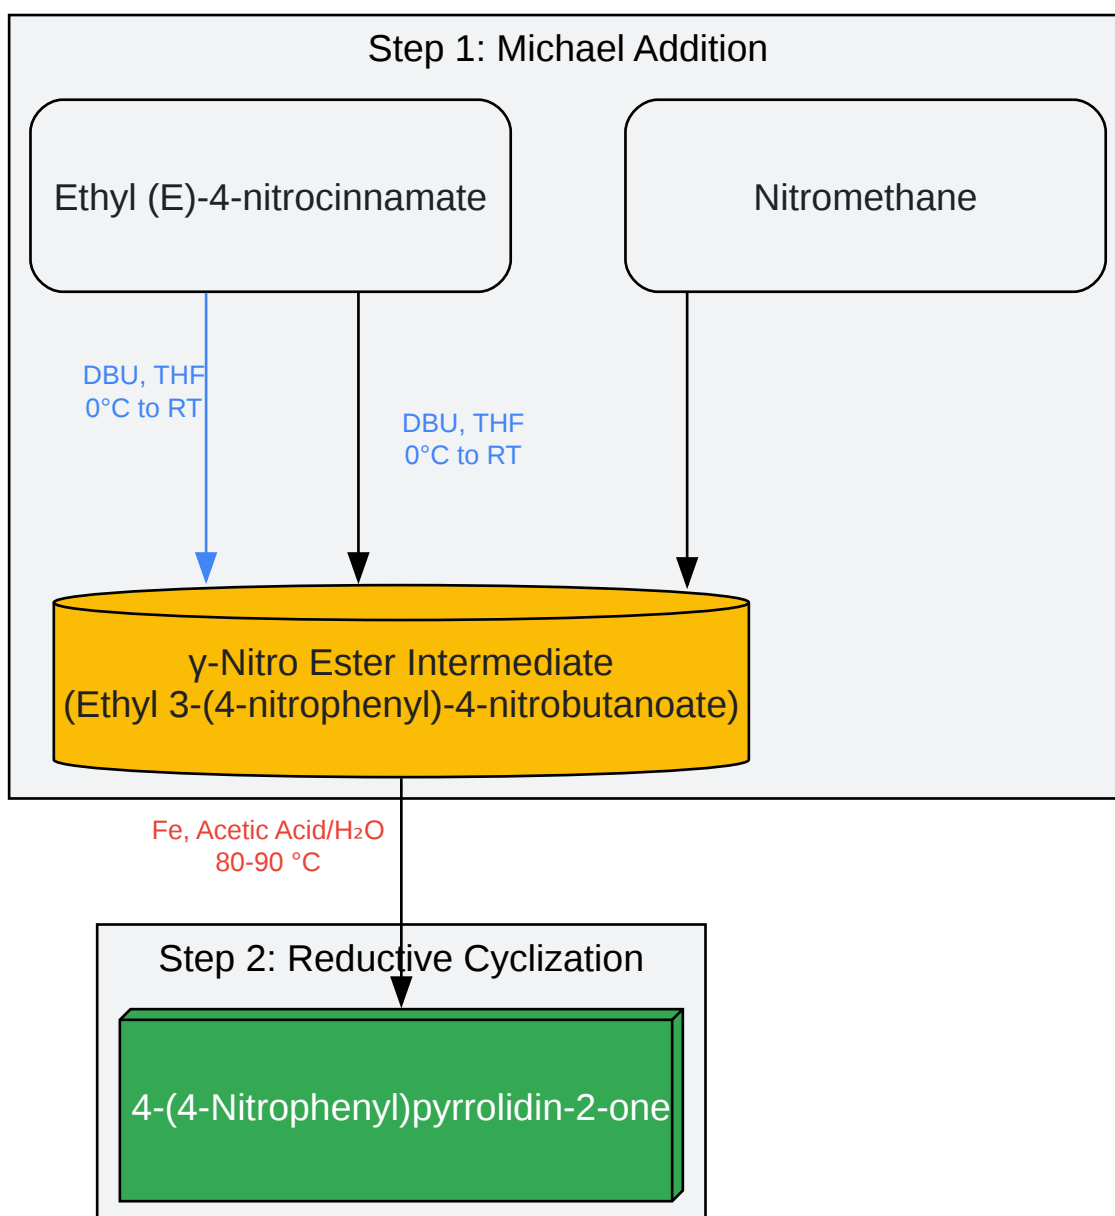 Step 1: Michael Addition
Ethyl (E)-4-nitrocinnamate
Nitromethane
DBU, THF
0°C to RT
DBU, THF
0°C to RT
γ-Nitro Ester Intermediate
(Ethyl 3-(4-nitrophenyl)-4-nitrobutanoate)
Fe, Acetic Acid/H₂O
80-90 °C
Step 2: Reductive Cyclization
4-(4-Nitrophenyl)pyrrolidin-2-one